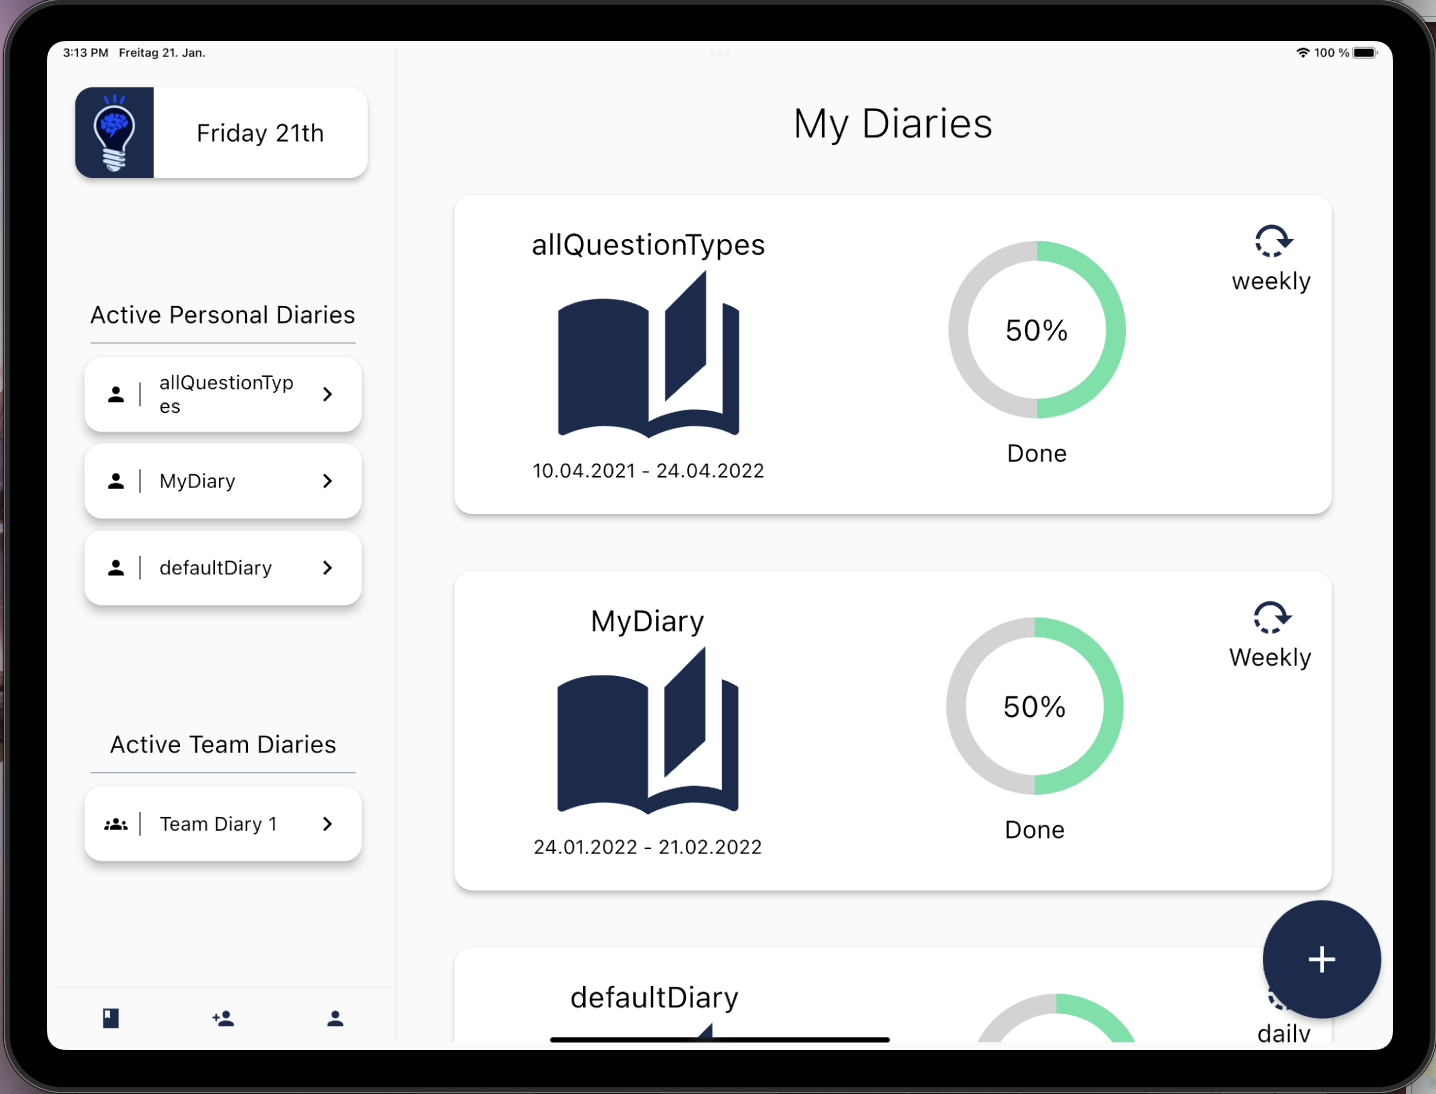 3:13 PM Freitag 21. Jan.
100 %
Friday 21th
Active Personal Diaries
allQuestionTyp
es
MyDiary
defaultDiary
Active Team Diaries
Team Diary 1
My Diaries
allQuestionTypes
10.04.2021 - 24.04.2022
50%
Done
weekly
MyDiary
24.01.2022 - 21.02.2022
50%
Done
Weekly
defaultDiary
daily